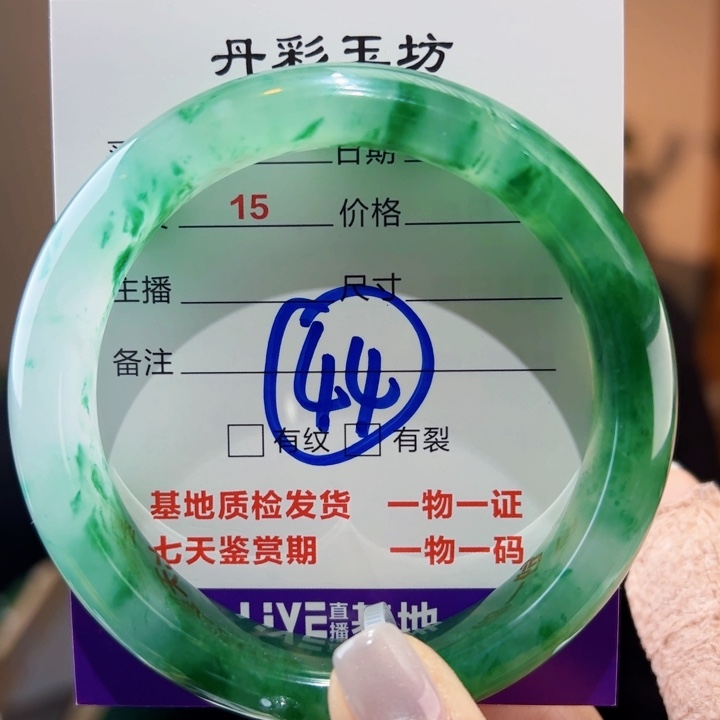 丹彩玉坊
日期
15 价格
主播 尺寸
备注
44
有纹 有裂
基地质检发货 一物一证
七天鉴赏期 一物一码
LIVE 直播 基地